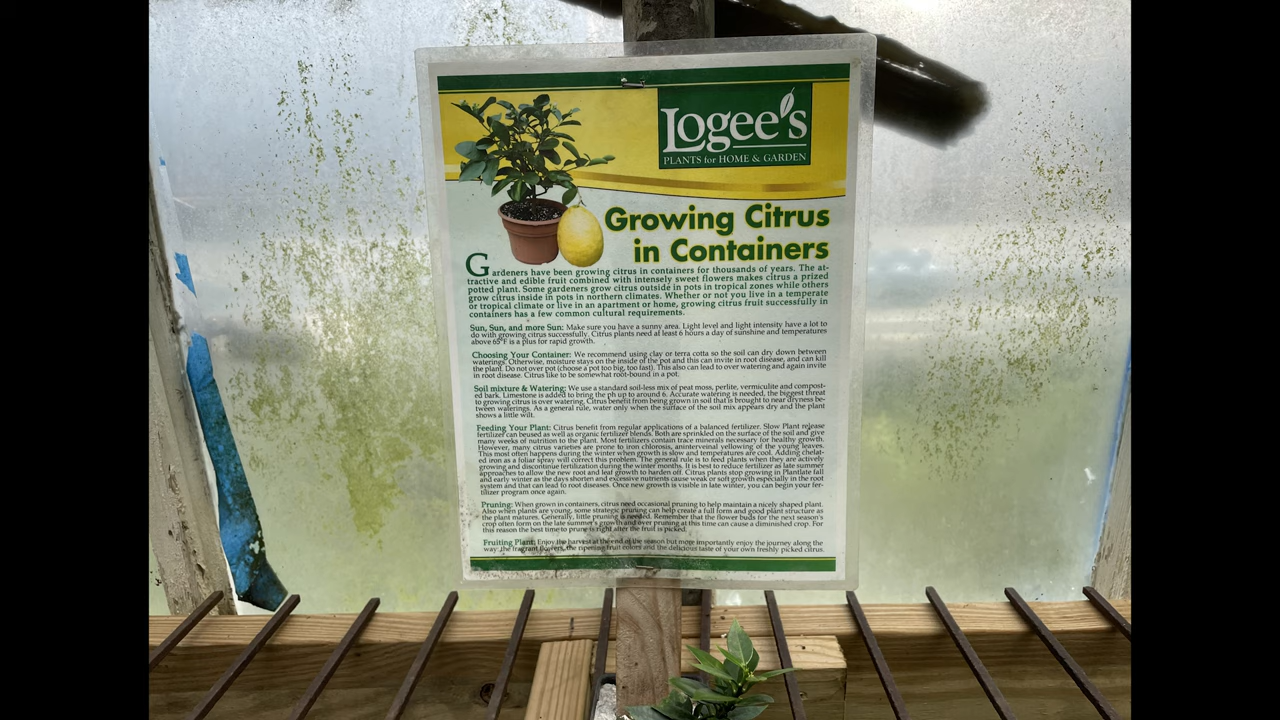 Logee's
PLANTS for HOME & GARDEN
Growing Citrus
in Containers
Gardeners have been growing citrus in containers for thousands of years. The at-
tractive and edible fruit combined with intensely sweet flowers makes citrus a prized
potted plant. Some gardeners grow citrus outside in pots in tropical zones while others
grow citrus inside in pots in northern climates. Whether or not you live in a temperate
or tropical climate or live in an apartment or home, growing citrus fruit successfully in
containers has a few common cultural requirements.
Sun, Sun, and more Sun: Make sure you have a sunny area. Light level and light intensity have a lot to
do with growing citrus successfully. Citrus plants need at least 6 hours a day of sunshine and temperatures
above 65°F is a plus for rapid growth.
Choosing Your Container: We recommend using clay or terra cotta so the soil can dry down between
waterings. Otherwise, moisture stays on the inside of the pot and this can invite in root disease, and can kill
the plant. Do not over pot (choose a pot too big, too fast). This also can lead to over watering and again invite
in root disease. Citrus like to be somewhat root-bound in a pot.
Soil mixture & Watering: We use a standard soil-less mix of peat moss, perlite, vermiculite and compost-
ed bark. Limestone is added to bring the ph up to around 6. Accurate watering is needed, the biggest threat
to growing citrus is over watering. Citrus benefit from being grown in soil that is brought to near dryness be-
tween waterings. As a general rule, water only when the surface of the soil mix appears dry and the plant
shows a little wilt.
Feeding Your Plant: Citrus benefit from regular applications of a balanced fertilizer. Slow Plant release
fertilizer can beused as well as organic fertilizer blends. Both are sprinkled on the surface of the soil and give
many weeks of nutrition to the plant. Most fertilizers contain trace minerals necessary for healthy growth.
However, many citrus varieties are prone to iron chlorosis, aninterveinal yellowing of the young leaves.
This most often happens during the winter when growth is slow and temperatures are cool. Adding chelat-
ed iron as a foliar spray will correct this problem. The general rule is to feed plants when they are actively
growing and discontinue fertilization during the winter months. It is best to reduce fertilizer as late summer
approaches to allow the new root and leaf growth to harden off. Citrus plants stop growing in Plantlate fall
and early winter as the days shorten and excessive nutrients cause weak or soft growth especially in the root
system and that can lead to root diseases. Once new growth is visible in late winter, you can begin your fer-
tilizer program once again.
Pruning: When grown in containers, citrus need occasional pruning to help maintain a nicely shaped plant.
Also when plants are young, some strategic pruning can help create a full form and good plant structure as
the plant matures. Generally, little pruning is needed. Remember that the flower buds for the next season's
crop often form on the late summer's growth and over pruning at this time can cause a diminished crop. For
this reason the best time to prune is right after the fruit is picked.
Fruiting Plant: Enjoy the harvest at the end of the season but more importantly enjoy the journey along the
way: the fragrant flowers, the ripening fruit colors and the delicious taste of your own freshly picked citrus.